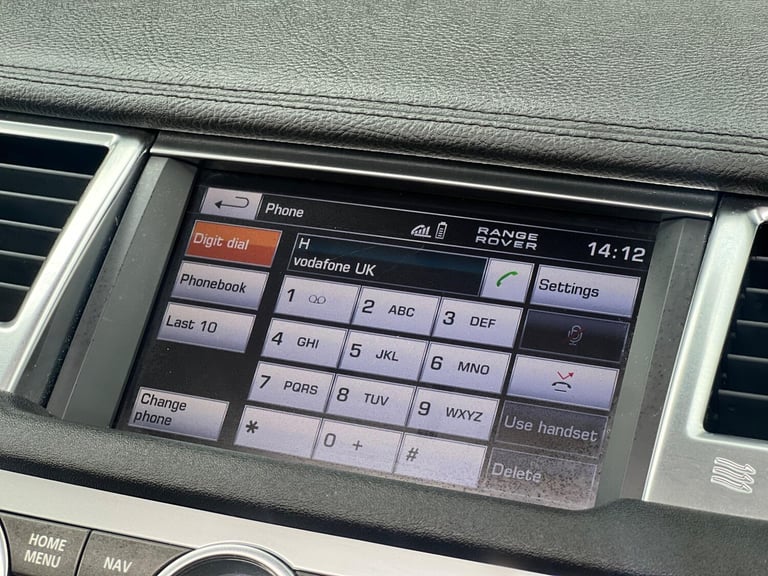 Phone
RANGE
ROVER
14:12
Digit dial
H
vodafone UK
Settings
Phonebook
1
2 ABC
3 DEF
Last 10
4 GHI
5 JKL
6 MNO
7 PQRS
8 TUV
9 WXYZ
Use handset
Change
phone
*
0 +
#
Delete
HOME
MENU
NAV